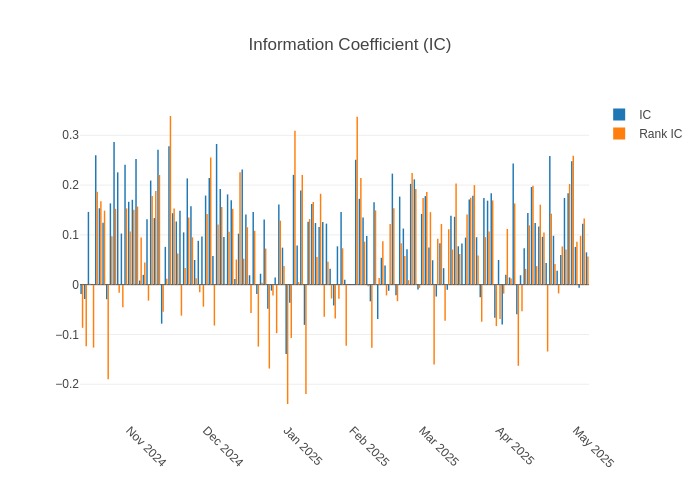 Information Coefficient (IC)
IC
Rank IC
0.3
0.2
0.1
0
−0.1
−0.2
Nov 2024
Dec 2024
Jan 2025
Feb 2025
Mar 2025
Apr 2025
May 2025